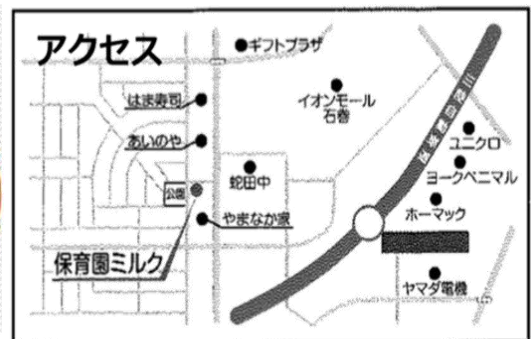 アクセス
ギフトプラザ
はま寿司
イオンモール
石巻
あいのや
ユニクロ
蛇田中
ヨークベニマル
公園
ホーマック
やまなか家
保育園ミルク
ヤマダ電機